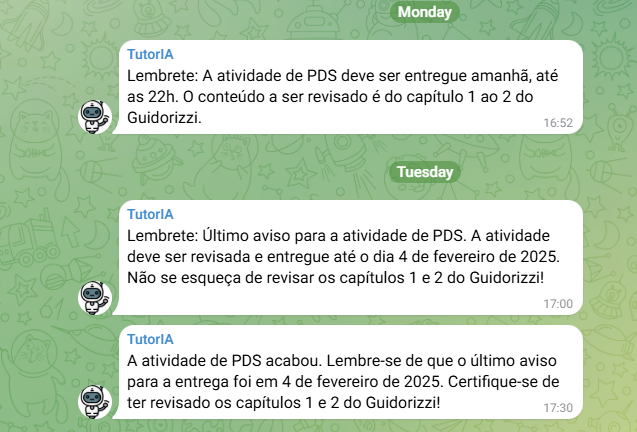 Monday
TutorIA
Lembrete: A atividade de PDS deve ser entregue amanhã, até
as 22h. O conteúdo a ser revisado é do capítulo 1 ao 2 do
Guidorizzi.
16:52
Tuesday
TutorIA
Lembrete: Último aviso para a atividade de PDS. A atividade
deve ser revisada e entregue até o dia 4 de fevereiro de 2025.
Não se esqueça de revisar os capítulos 1 e 2 do Guidorizzi!
17:00
TutorIA
A atividade de PDS acabou. Lembre-se de que o último aviso
para a entrega foi em 4 de fevereiro de 2025. Certifique-se de
ter revisado os capítulos 1 e 2 do Guidorizzi!
17:30